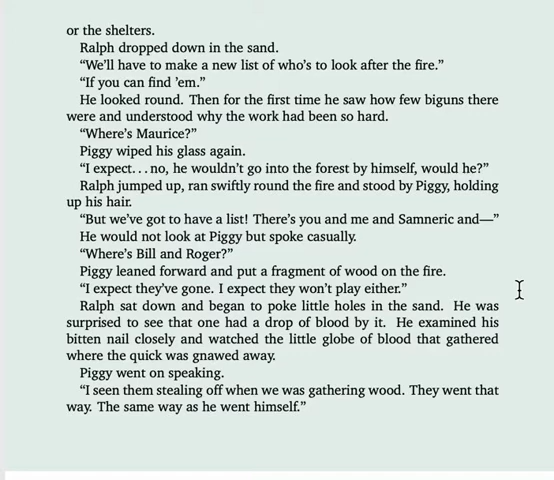 or the shelters.
Ralph dropped down in the sand.
“We’ll have to make a new list of who’s to look after the fire.”
“If you can find ’em.”
He looked round. Then for the first time he saw how few biguns there
were and understood why the work had been so hard.
“Where’s Maurice?”
Piggy wiped his glass again.
“I expect. . . no, he wouldn’t go into the forest by himself, would he?”
Ralph jumped up, ran swiftly round the fire and stood by Piggy, holding
up his hair.
“But we’ve got to have a list! There’s you and me and Samneric and—”
He would not look at Piggy but spoke casually.
“Where’s Bill and Roger?”
Piggy leaned forward and put a fragment of wood on the fire.
“I expect they’ve gone. I expect they won’t play either.”
Ralph sat down and began to poke little holes in the sand. He was
surprised to see that one had a drop of blood by it. He examined his
bitten nail closely and watched the little globe of blood that gathered
where the quick was gnawed away.
Piggy went on speaking.
“I seen them stealing off when we was gathering wood. They went that
way. The same way as he went himself.”